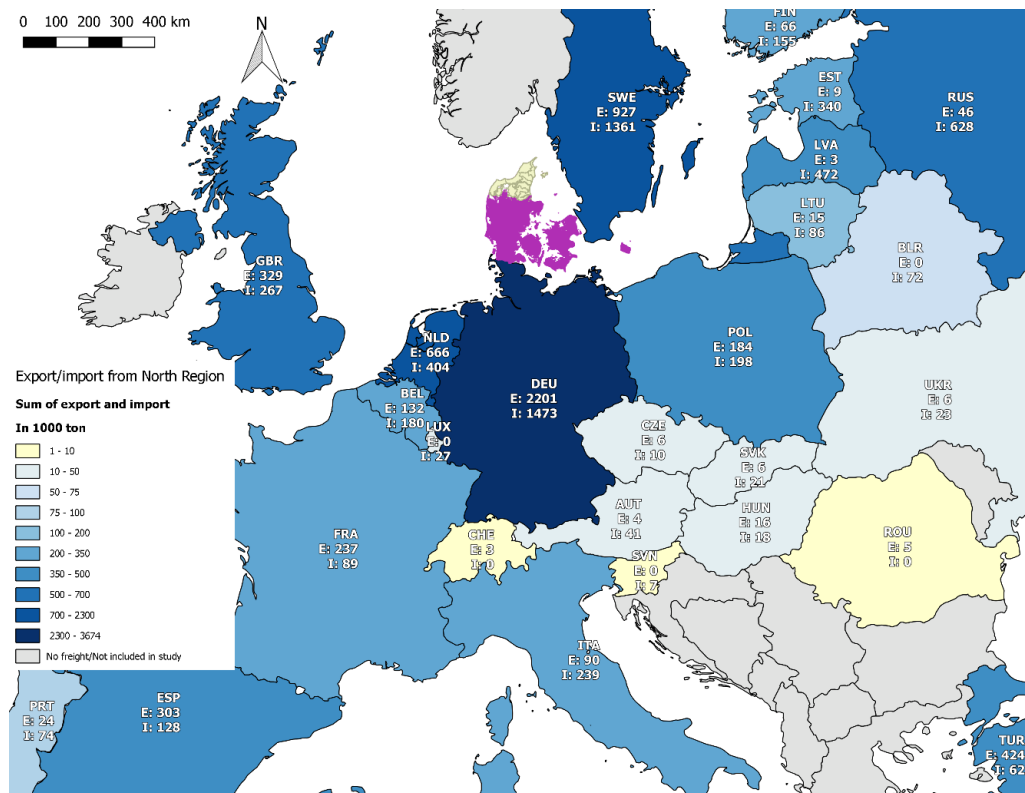 0 100 200 300 400 km
N
FIN
E: 66
I: 155
SWE
E: 927
I: 1361
EST
E: 9
I: 340
RUS
E: 46
I: 628
LVA
E: 3
I: 472
LTU
E: 15
I: 86
BLR
E: 0
I: 72
GBR
E: 329
I: 267
NLD
E: 666
I: 404
POL
E: 184
I: 198
DEU
E: 2201
I: 1473
BEL
E: 132
I: 180
UKR
E: 6
I: 23
LUX
E: 0
I: 27
CZE
E: 6
I: 10
SVK
E: 6
I: 21
AUT
E: 4
I: 41
HUN
E: 16
I: 18
FRA
E: 237
I: 89
CHE
E: 3
I: 0
SVN
E: 0
I: 7
ROU
E: 5
I: 0
ITA
E: 90
I: 239
PRT
E: 24
I: 74
ESP
E: 303
I: 128
TUR
E: 424
I: 62
Export/import from North Region
Sum of export and import
In 1000 ton
1 - 10
10 - 50
50 - 75
75 - 100
100 - 200
200 - 350
350 - 500
500 - 700
700 - 2300
2300 - 3674
No freight/Not included in study